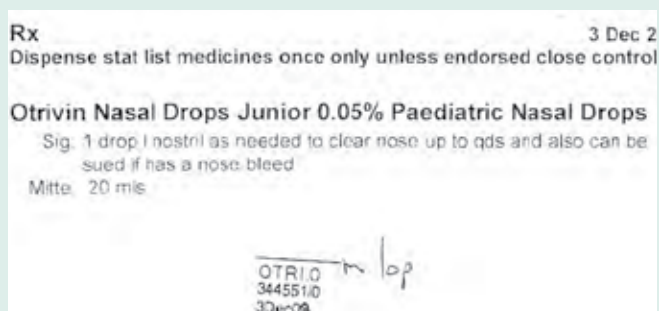 Rx 3 Dec 2
Dispense stat list medicines once only unless endorsed close control
Otrivin Nasal Drops Junior 0.05% Paediatric Nasal Drops
Sig: 1 drop l nostril as needed to clear nose up to qds and also can be
sued if has a nose bleed
Mitte: 20 mls
OTRI.0
344551/0
3Dec09